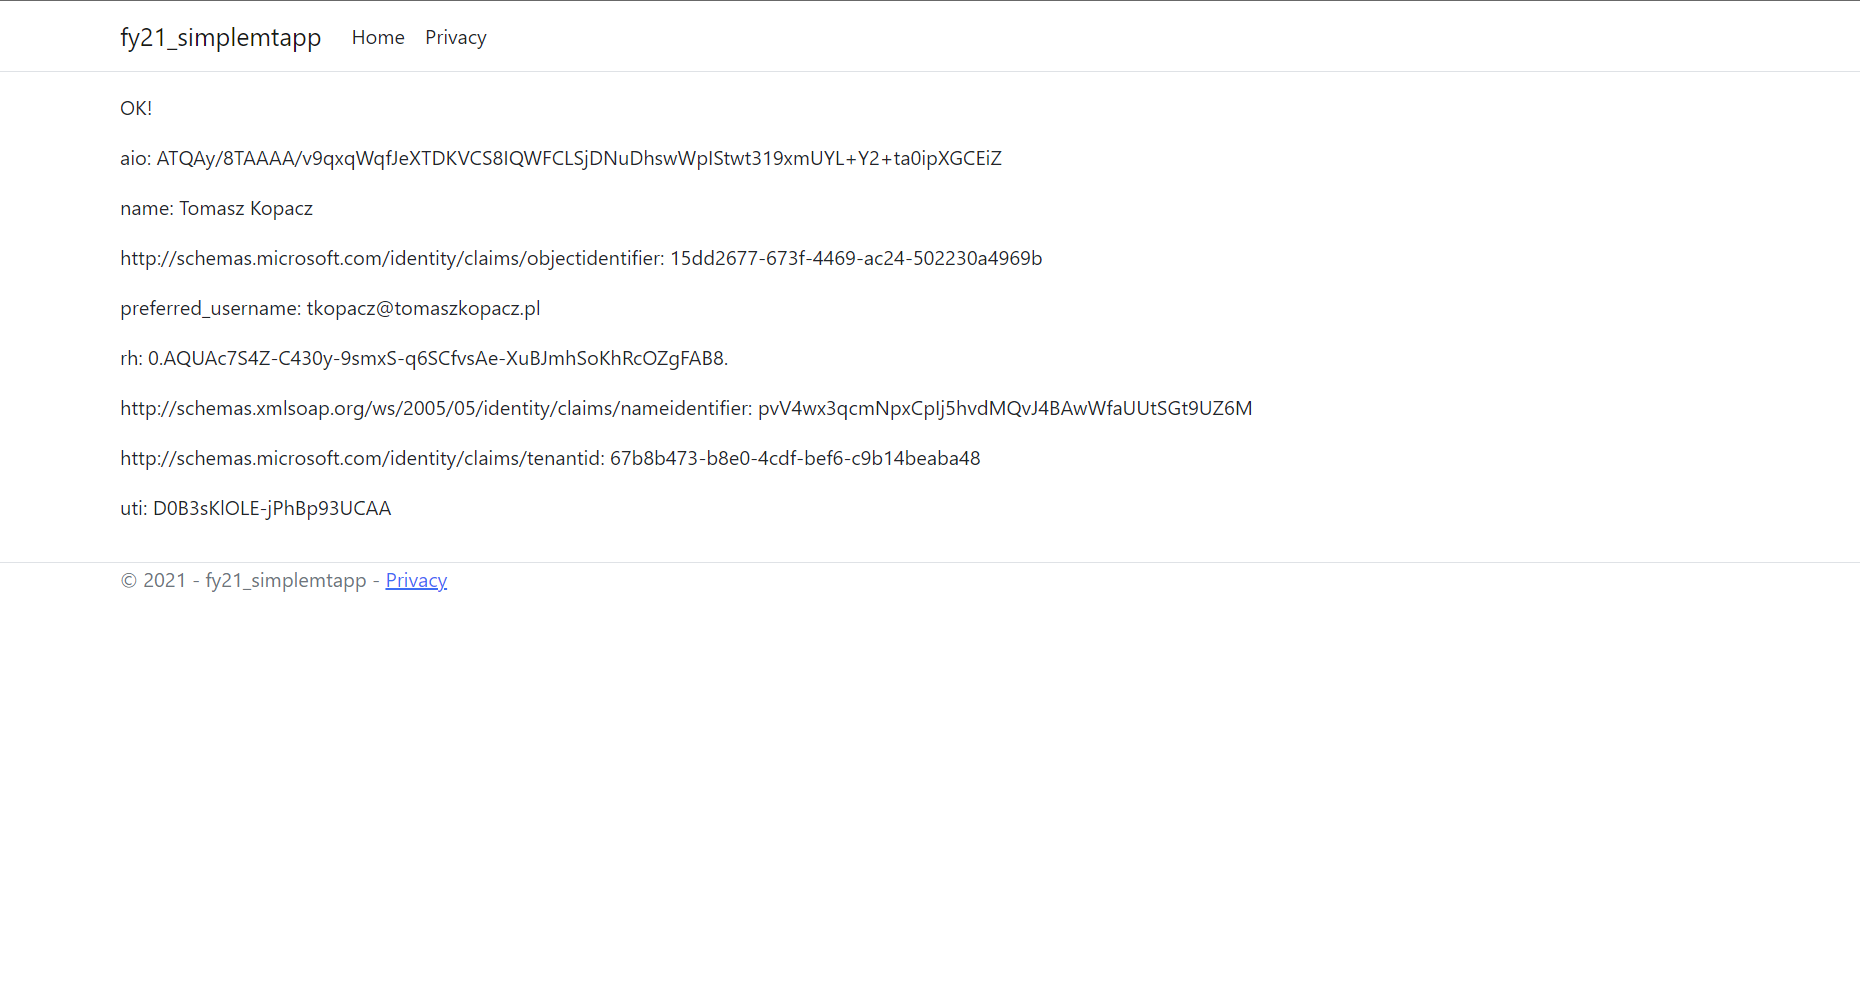 fy21_simplemtapp Home Privacy
OK!
aio: ATQAy/8TAAAA/v9qxqWqfJeXTDKVCS8IQWFCLSjDNuDhswWpIStwt319xmUYL+Y2+ta0ipXGCEiZ
name: Tomasz Kopacz
http://schemas.microsoft.com/identity/claims/objectidentifier: 15dd2677-673f-4469-ac24-502230a4969b
preferred_username: tkopacz@tomaszkopacz.pl
rh: 0.AQUAc7S4Z-C430y-9smxS-q6SCfvsAe-XuBJmhSoKhRcOZgFAB8.
http://schemas.xmlsoap.org/ws/2005/05/identity/claims/nameidentifier: pvV4wx3qcmNpxCpIj5hvdMQvJ4BAwWfaUUtSGt9UZ6M
http://schemas.microsoft.com/identity/claims/tenantid: 67b8b473-b8e0-4cdf-bef6-c9b14beaba48
uti: D0B3sKlOLE-jPhBp93UCAA
© 2021 - fy21_simplemtapp - Privacy